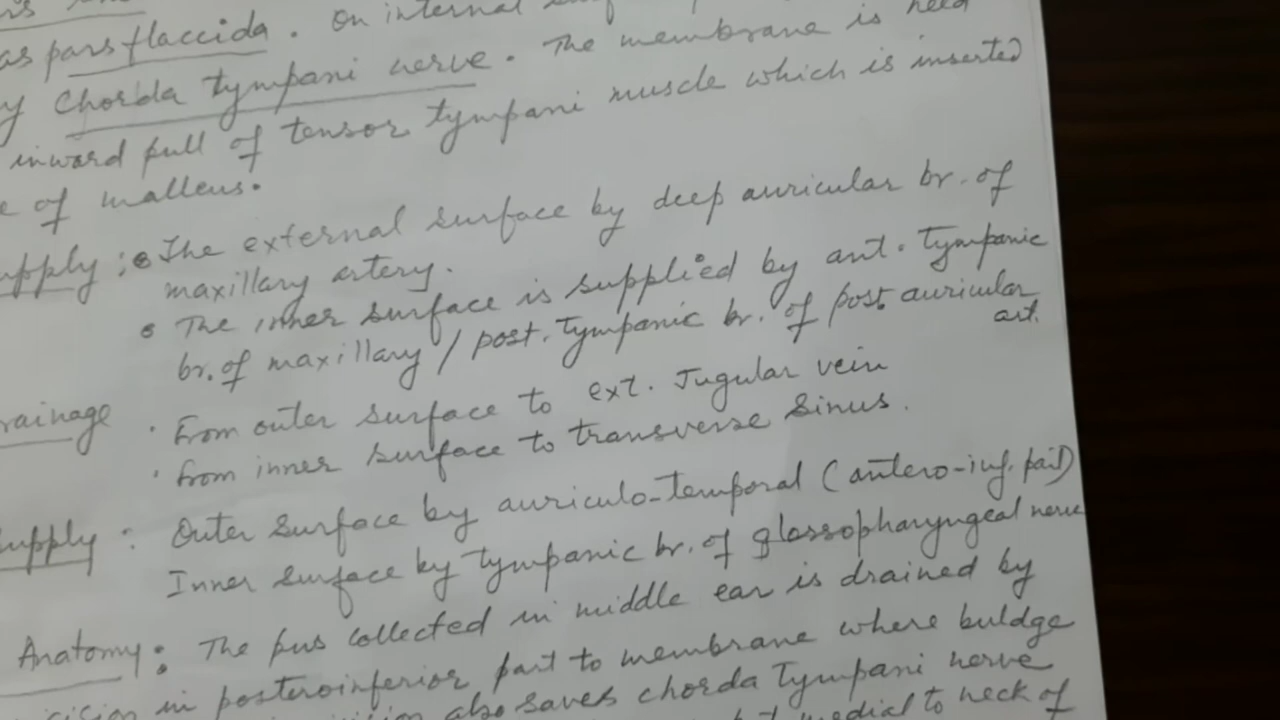 as pars flaccida. On internal
y Chorda tympani nerve. The membrane is held
inward pull of tensor tympani muscle which is inserted
e of malleus.
upply : • The external surface by deep auricular br. of
maxillary artery.
• The inner surface is supplied by ant. tympanic
br. of maxillary / post. tympanic br. of post auricular
art.
rainage . From outer surface to ext. Jugular vein
. from inner surface to transverse Sinus.
upply : Outer surface by auriculo-temporal (antero-inf. part)
Inner surface by tympanic br. of glossopharyngeal nerve
Anatomy : The pus collected in middle ear is drained by
in posteroinferior part to membrane where buldge
also saves chorda tympani nerve
medial to neck of